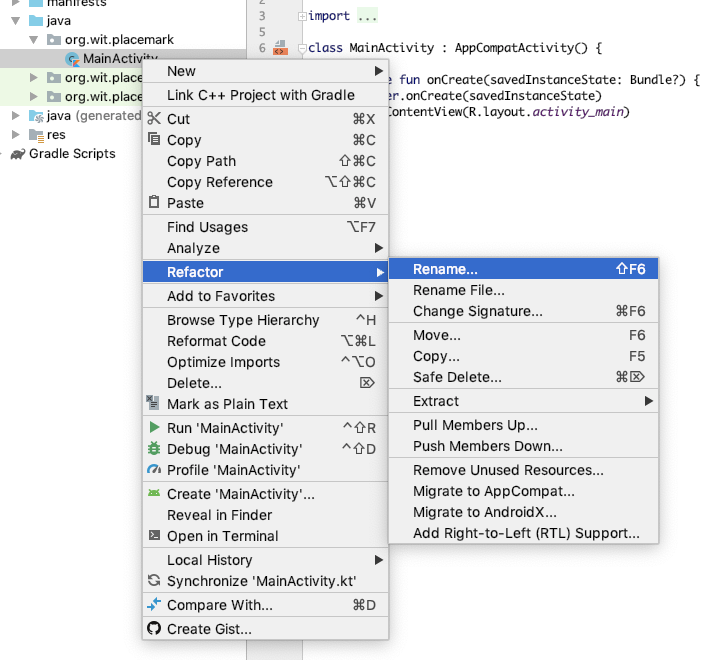 manifests
java
org.wit.placemark
MainActivity
org.wit.place
org.wit.place
java (generated
res
Gradle Scripts
2
3
4
5
6
import ...
class MainActivity : AppCompatActivity() {
e fun onCreate(savedInstanceState: Bundle?) {
er.onCreate(savedInstanceState)
ContentView(R.layout.activity_main)
New
Link C++ Project with Gradle
Cut ⌘X
Copy ⌘C
Copy Path ⇧⌘C
Copy Reference ⌥⇧⌘C
Paste ⌘V
Find Usages ⌥F7
Analyze
Refactor
Add to Favorites
Browse Type Hierarchy ^H
Reformat Code ⌥⌘L
Optimize Imports ^⌥O
Delete... ⌦
Mark as Plain Text
Run 'MainActivity' ^⇧R
Debug 'MainActivity' ^⇧D
Profile 'MainActivity'
Create 'MainActivity'...
Reveal in Finder
Open in Terminal
Local History
Synchronize 'MainActivity.kt'
Compare With... ⌘D
Create Gist...
Rename... ⇧F6
Rename File...
Change Signature... ⌘F6
Move... F6
Copy... F5
Safe Delete... ⌘⌦
Extract
Pull Members Up...
Push Members Down...
Remove Unused Resources...
Migrate to AppCompat...
Migrate to AndroidX...
Add Right-to-Left (RTL) Support...